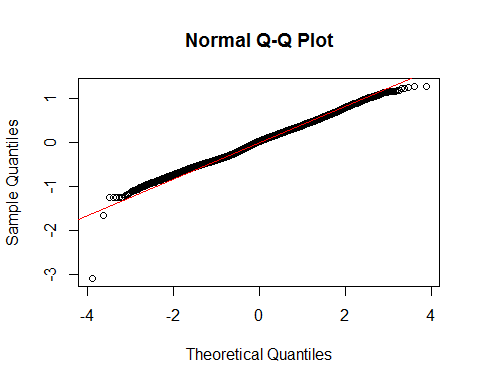 Normal Q-Q Plot
Sample Quantiles
1
0
-1
-2
-3
-4 -2 0 2 4
Theoretical Quantiles